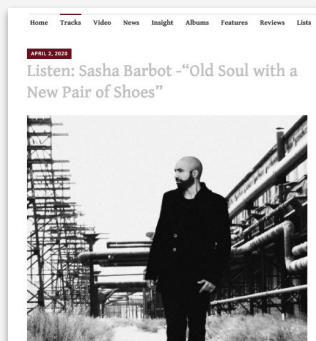 Home Tracks Video News Insight Albums Features Reviews Lists
APRIL 2, 2020
Listen: Sasha Barbot -“Old Soul with a
New Pair of Shoes”